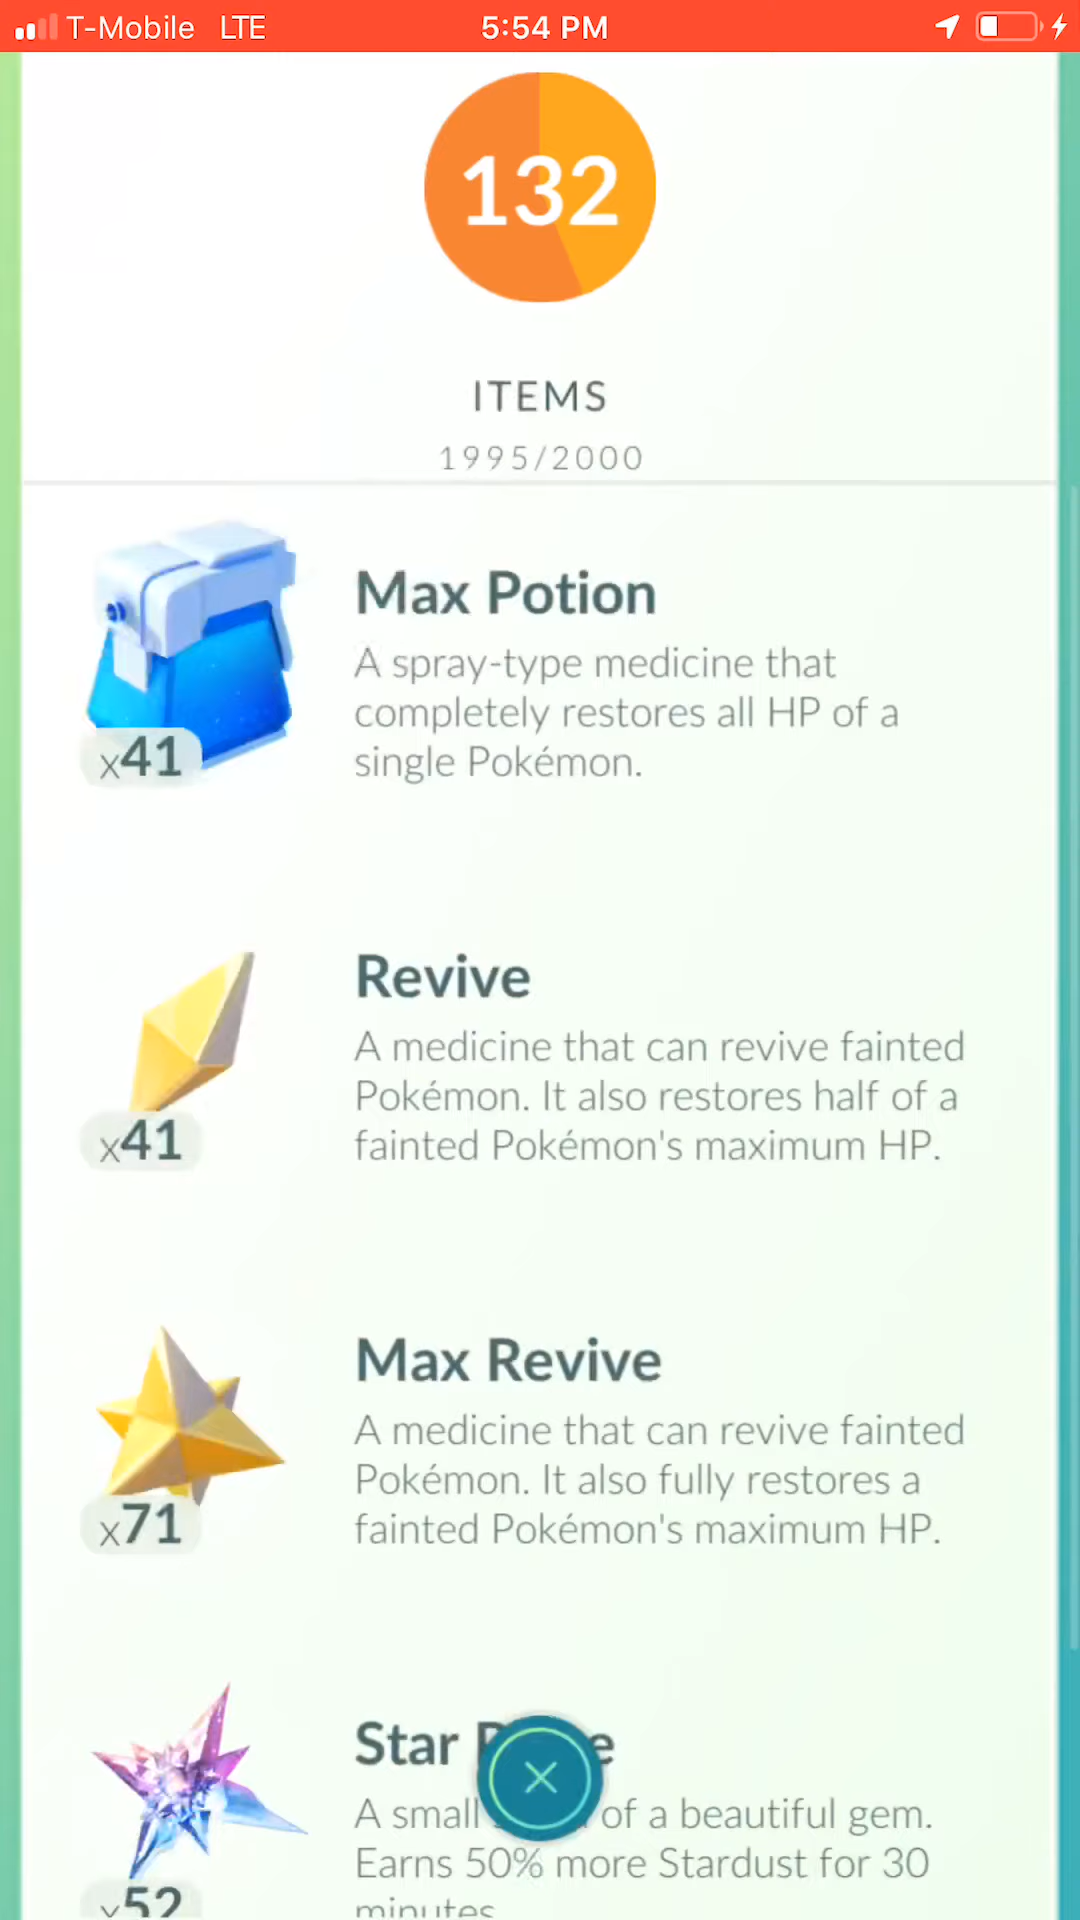 T-Mobile LTE 5:54 PM
132
ITEMS
1995/2000
Max Potion
A spray-type medicine that
completely restores all HP of a
single Pokémon.
x41
Revive
A medicine that can revive fainted
Pokémon. It also restores half of a
fainted Pokémon's maximum HP.
x41
Max Revive
A medicine that can revive fainted
Pokémon. It also fully restores a
fainted Pokémon's maximum HP.
x71
Star
A small of a beautiful gem.
Earns 50% more Stardust for 30
minutes
x52